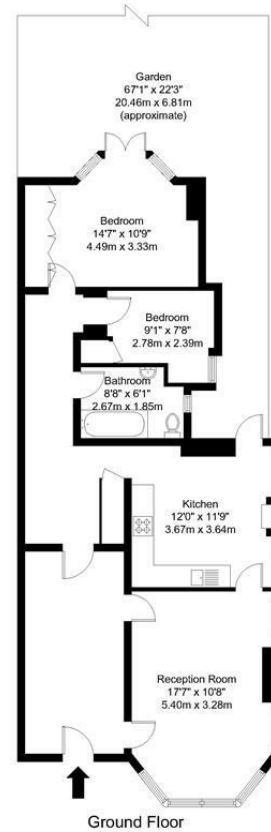 Garden
67'1" x 22'3"
20.46m x 6.81m
(approximate)
Bedroom
14'7" x 10'9"
4.49m x 3.33m
Bedroom
9'1" x 7'8"
2.78m x 2.39m
Bathroom
8'8" x 6'1"
2.67m x 1.85m
Kitchen
12'0" x 11'9"
3.67m x 3.64m
Reception Room
17'7" x 10'8"
5.40m x 3.28m
Ground Floor